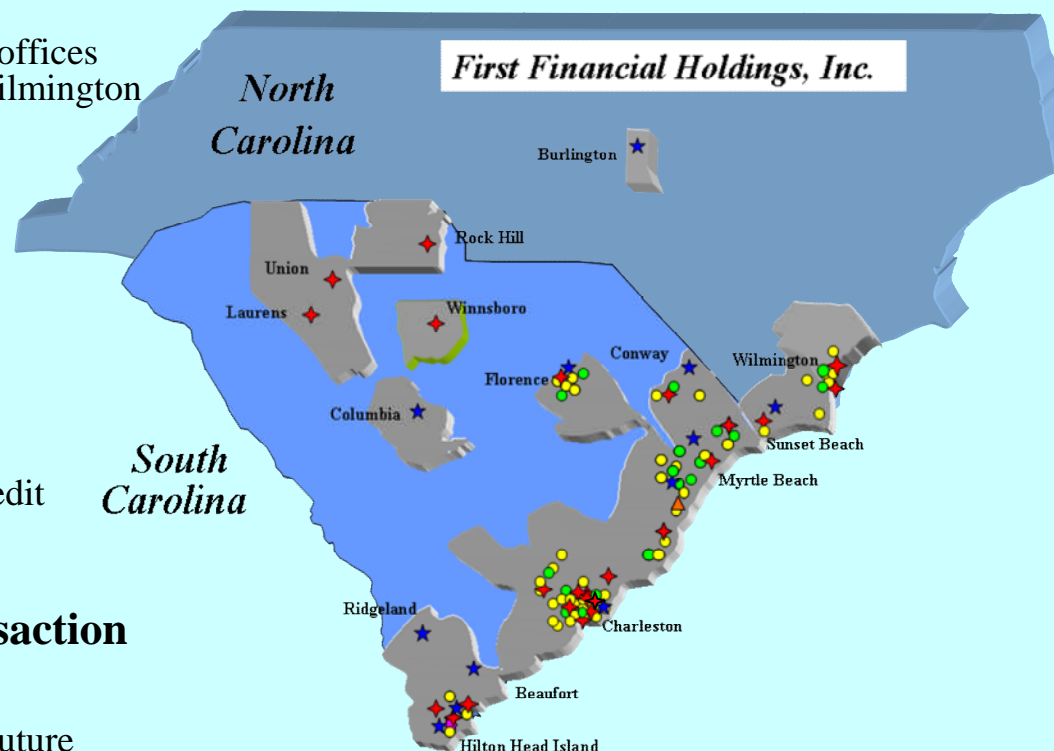 offices
ilmington
First Financial Holdings, Inc.
North
Carolina
Burlington
Rock Hill
Union
Laurens
Winnsboro
Conway
Wilmington
Florence
Columbia
Sunset Beach
South
Carolina
Myrtle Beach
edit
Ridgeland
Charleston
saction
Beaufort
uture
Hilton Head Island